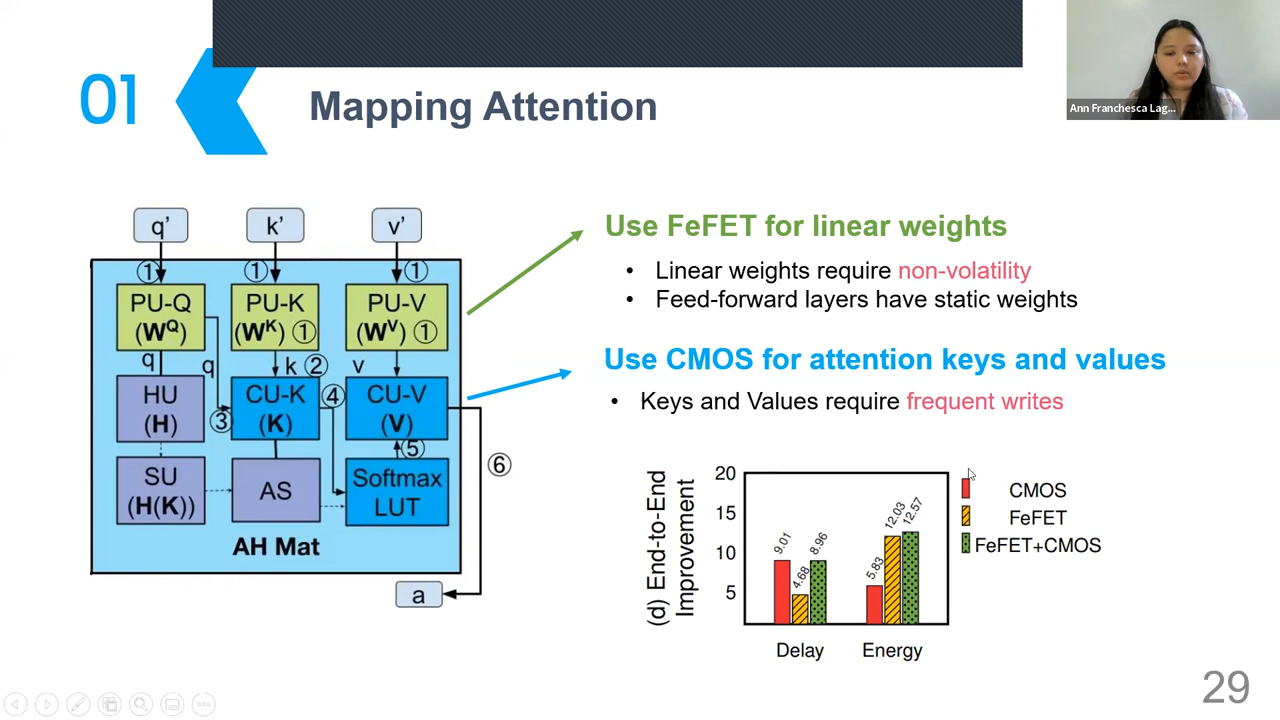 Ann Franchesca Lag...
01
Mapping Attention
q' k' v'
① ① ①
PU-Q (W^Q)
PU-K (W^K) ①
PU-V (W^V) ①
q q k ② v
HU (H)
③
CU-K (K)
④
CU-V (V)
⑤
⑥
SU (H(K))
AS
Softmax LUT
AH Mat
a
Use FeFET for linear weights
• Linear weights require non-volatility
• Feed-forward layers have static weights
Use CMOS for attention keys and values
• Keys and Values require frequent writes
(d) End-to-End
Improvement
20
15
10
5
9.01 4.68 8.96
5.83 12.03 12.57
Delay Energy
CMOS
FeFET
FeFET+CMOS
29